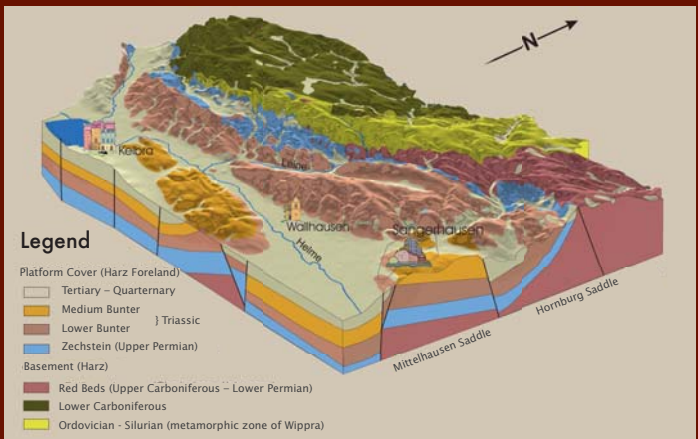 N
Kelbra
Leine
Wallhausen
Sangerhausen
Helme
Mittelhausen Saddle
Hornburg Saddle
Legend
Platform Cover (Harz Foreland)
Tertiary – Quarternary
Medium Bunter
} Triassic
Lower Bunter
Zechstein (Upper Permian)
Basement (Harz)
Red Beds (Upper Carboniferous – Lower Permian)
Lower Carboniferous
Ordovician - Silurian (metamorphic zone of Wippra)